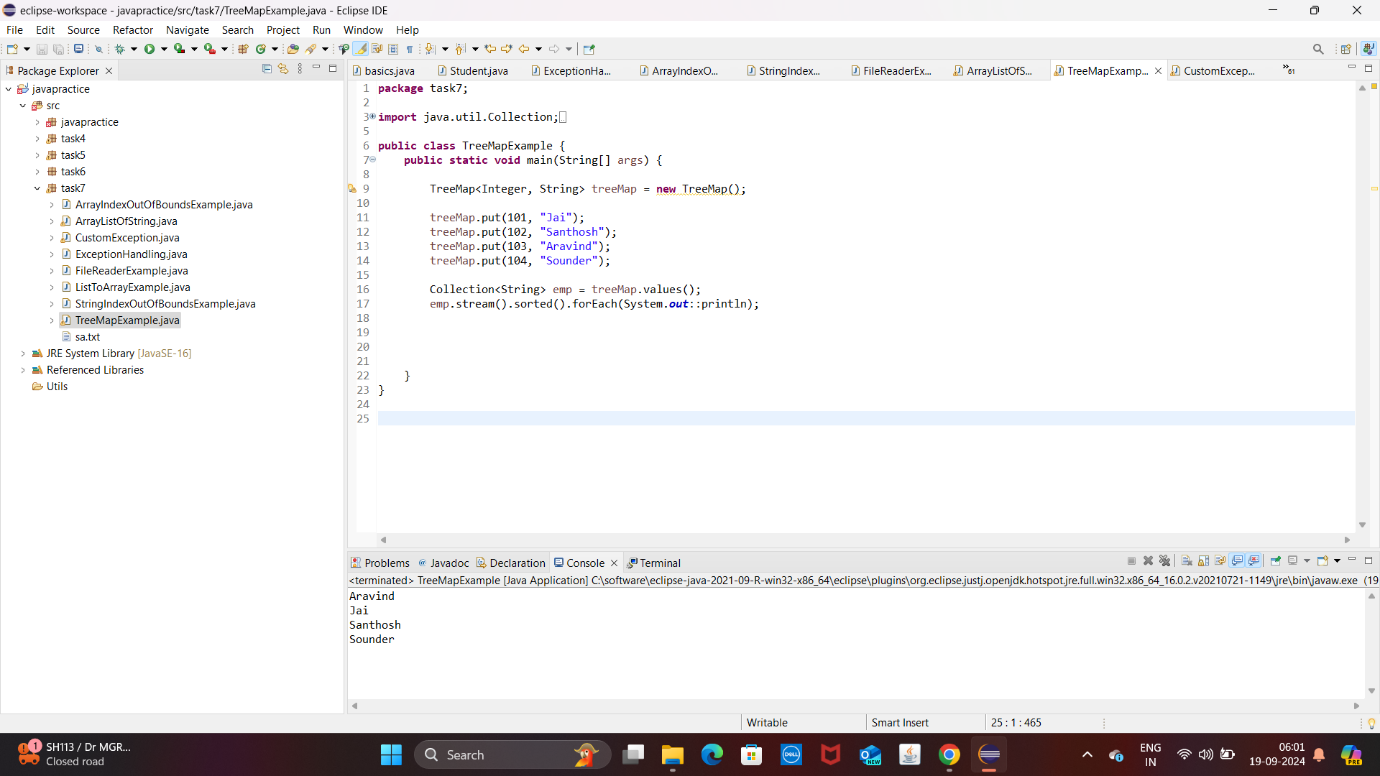 eclipse-workspace - javapractice/src/task7/TreeMapExample.java - Eclipse IDE
File Edit Source Refactor Navigate Search Project Run Window Help
Package Explorer
javapractice
src
javapractice
task4
task5
task6
task7
ArrayIndexOutOfBoundsExample.java
ArrayListOfString.java
CustomException.java
ExceptionHandling.java
FileReaderExample.java
ListToArrayExample.java
StringIndexOutOfBoundsExample.java
TreeMapExample.java
sa.txt
JRE System Library [JavaSE-16]
Referenced Libraries
Utils
basics.java Student.java ExceptionHa... ArrayIndexO... StringIndex... FileReaderEx... ArrayListOfS... TreeMapExamp... CustomExcep... »61
1 package task7;
2
3 import java.util.Collection;
5
6 public class TreeMapExample {
7 public static void main(String[] args) {
8
9 TreeMap<Integer, String> treeMap = new TreeMap();
10
11 treeMap.put(101, "Jai");
12 treeMap.put(102, "Santhosh");
13 treeMap.put(103, "Aravind");
14 treeMap.put(104, "Sounder");
15
16 Collection<String> emp = treeMap.values();
17 emp.stream().sorted().forEach(System.out::println);
18
19
20
21
22 }
23 }
24
25
Problems Javadoc Declaration Console Terminal
<terminated> TreeMapExample [Java Application] C:\software\eclipse-java-2021-09-R-win32-x86_64\eclipse\plugins\org.eclipse.justj.openjdk.hotspot.jre.full.win32.x86_64_16.0.2.v20210721-1149\jre\bin\javaw.exe (19
Aravind
Jai
Santhosh
Sounder
Writable Smart Insert 25 : 1 : 465
1 SH113 / Dr MGR...
Closed road
Search
DELL
NEW
ENG
IN
06:01
19-09-2024
PRE